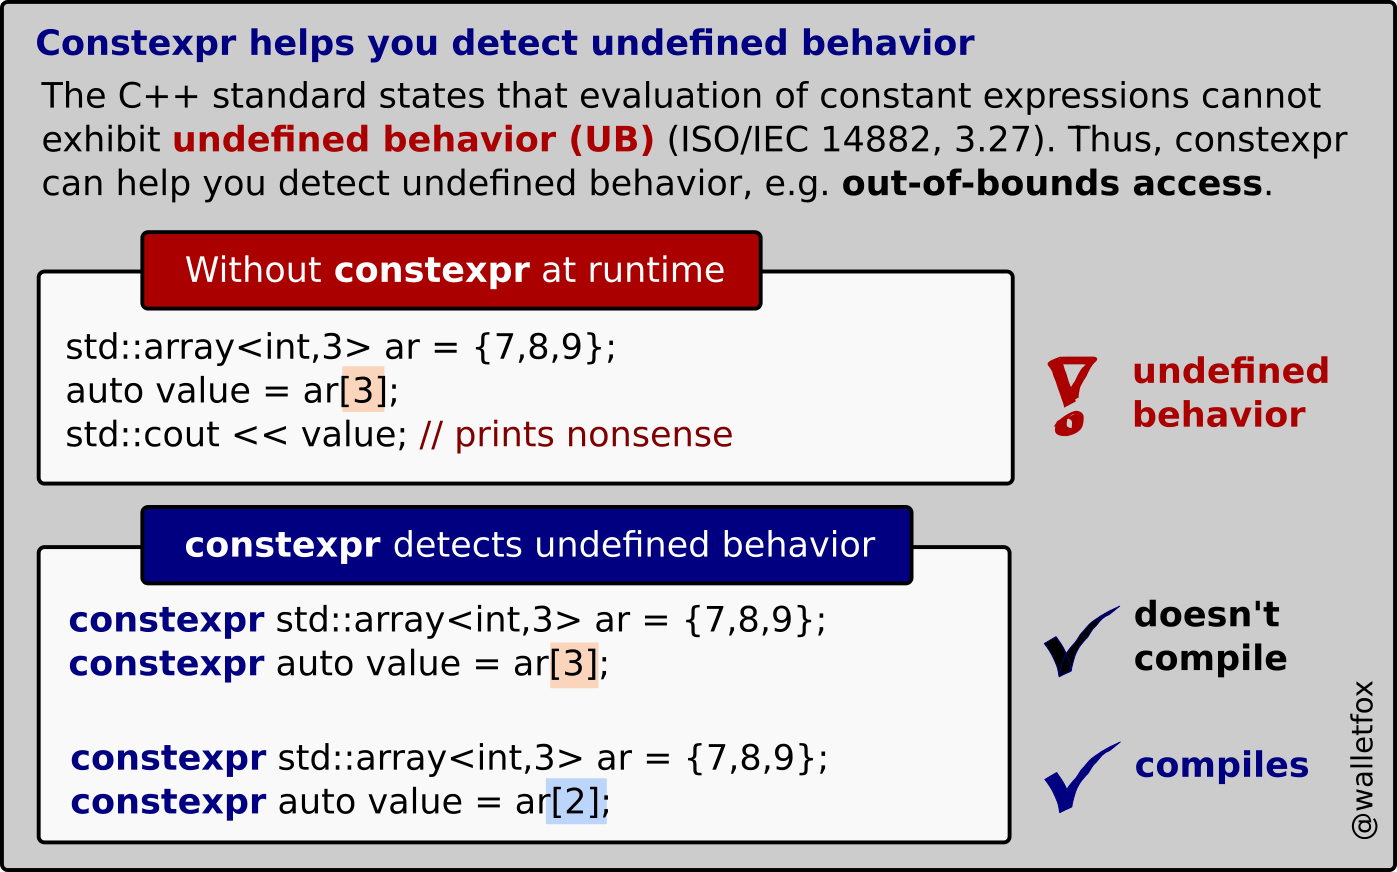 Constexpr helps you detect undefined behavior
The C++ standard states that evaluation of constant expressions cannot
exhibit undefined behavior (UB) (ISO/IEC 14882, 3.27). Thus, constexpr
can help you detect undefined behavior, e.g. out-of-bounds access.
Without constexpr at runtime
std::array<int,3> ar = {7,8,9};
auto value = ar[3];
std::cout << value; // prints nonsense
undefined
behavior
constexpr detects undefined behavior
constexpr std::array<int,3> ar = {7,8,9};
constexpr auto value = ar[3];
doesn't
compile
constexpr std::array<int,3> ar = {7,8,9};
constexpr auto value = ar[2];
compiles
@walletfox